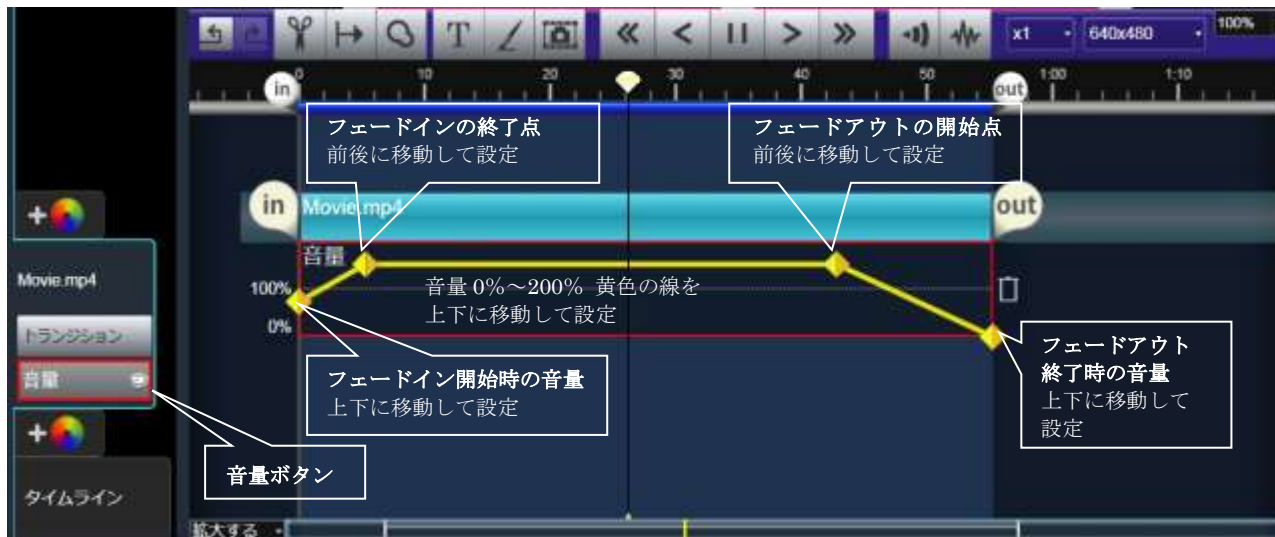 T
x1
640x480
100%
in
0
10
20
30
40
50
out
1:00
1:10
フェードインの終了点
前後に移動して設定
フェードアウトの開始点
前後に移動して設定
in
Movie.mp4
out
音量
Movie.mp4
100%
音量 0%～200% 黄色の線を
上下に移動して設定
0%
トランジション
音量
フェードイン開始時の音量
上下に移動して設定
フェードアウト
終了時の音量
上下に移動して
設定
音量ボタン
タイムライン
拡大する